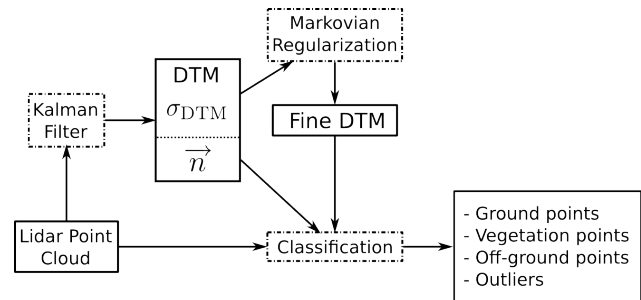 Markovian
Regularization
DTM
σDTM
n→
Kalman
Filter
Fine DTM
Lidar Point
Cloud
Classification
- Ground points
- Vegetation points
- Off-ground points
- Outliers